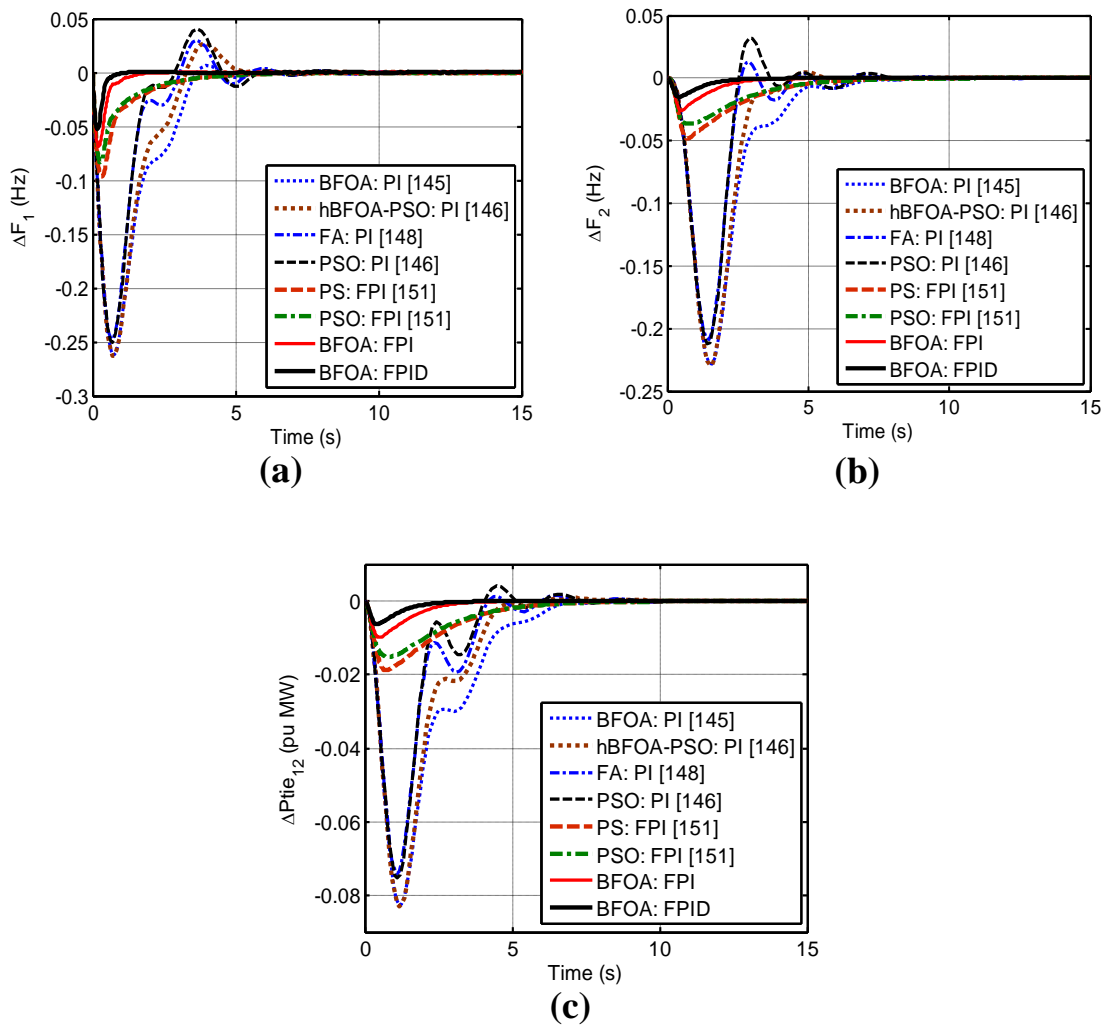 0.05
0
-0.05
-0.1
-0.15
-0.2
-0.25
-0.3
ΔF1 (Hz)
BFOA: PI [145]
hBFOA-PSO: PI [146]
FA: PI [148]
PSO: PI [146]
PS: FPI [151]
PSO: FPI [151]
BFOA: FPI
BFOA: FPID
0 5 10 15
Time (s)
(a)
0.05
0
-0.05
-0.1
-0.15
-0.2
-0.25
ΔF2 (Hz)
BFOA: PI [145]
hBFOA-PSO: PI [146]
FA: PI [148]
PSO: PI [146]
PS: FPI [151]
PSO: FPI [151]
BFOA: FPI
BFOA: FPID
0 5 10 15
Time (s)
(b)
0
-0.02
-0.04
-0.06
-0.08
ΔPtie12 (pu MW)
BFOA: PI [145]
hBFOA-PSO: PI [146]
FA: PI [148]
PSO: PI [146]
PS: FPI [151]
PSO: FPI [151]
BFOA: FPI
BFOA: FPID
0 5 10 15
Time (s)
(c)